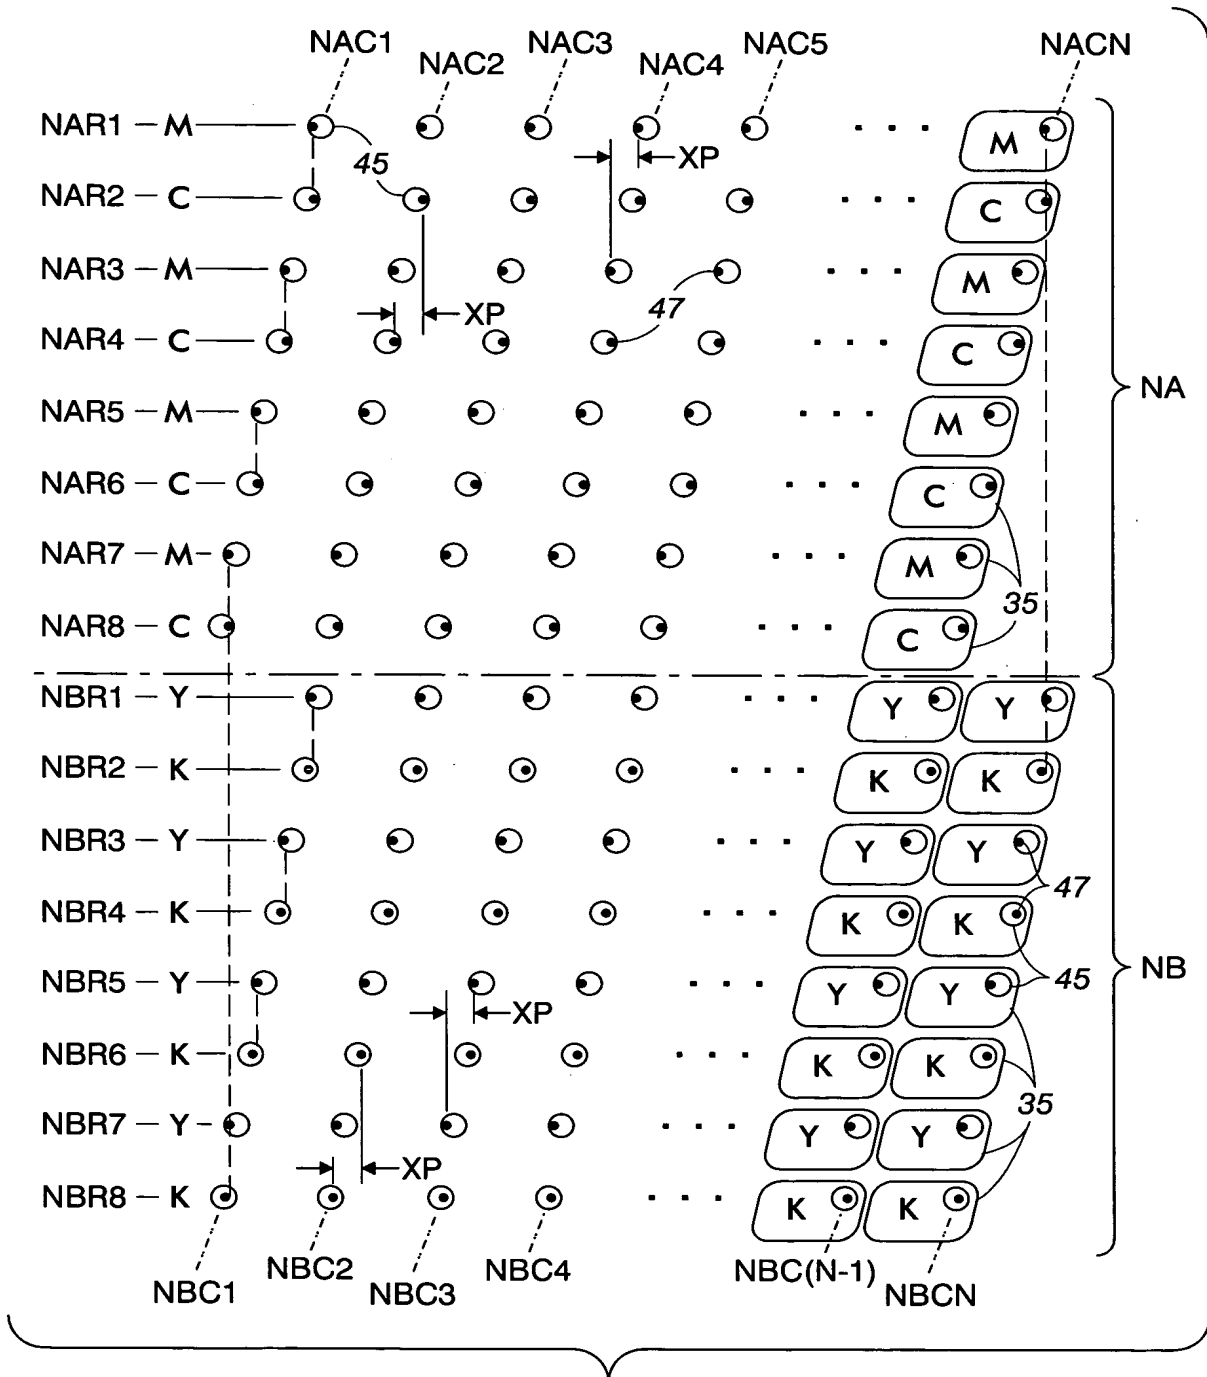 NAC1 NAC2 NAC3 NAC4 NAC5 NACN
NAR1 – M M
45 XP
NAR2 – C C
NAR3 – M M
XP 47
NAR4 – C C
NA
NAR5 – M M
NAR6 – C C
NAR7 – M M
35
NAR8 – C C
NBR1 – Y Y Y
NBR2 – K K K
NBR3 – Y Y Y
47
NBR4 – K K K
45 NB
NBR5 – Y Y Y
XP
NBR6 – K K K
35
NBR7 – Y Y Y
XP
NBR8 – K K K
NBC1 NBC2 NBC3 NBC4 NBC(N-1) NBCN